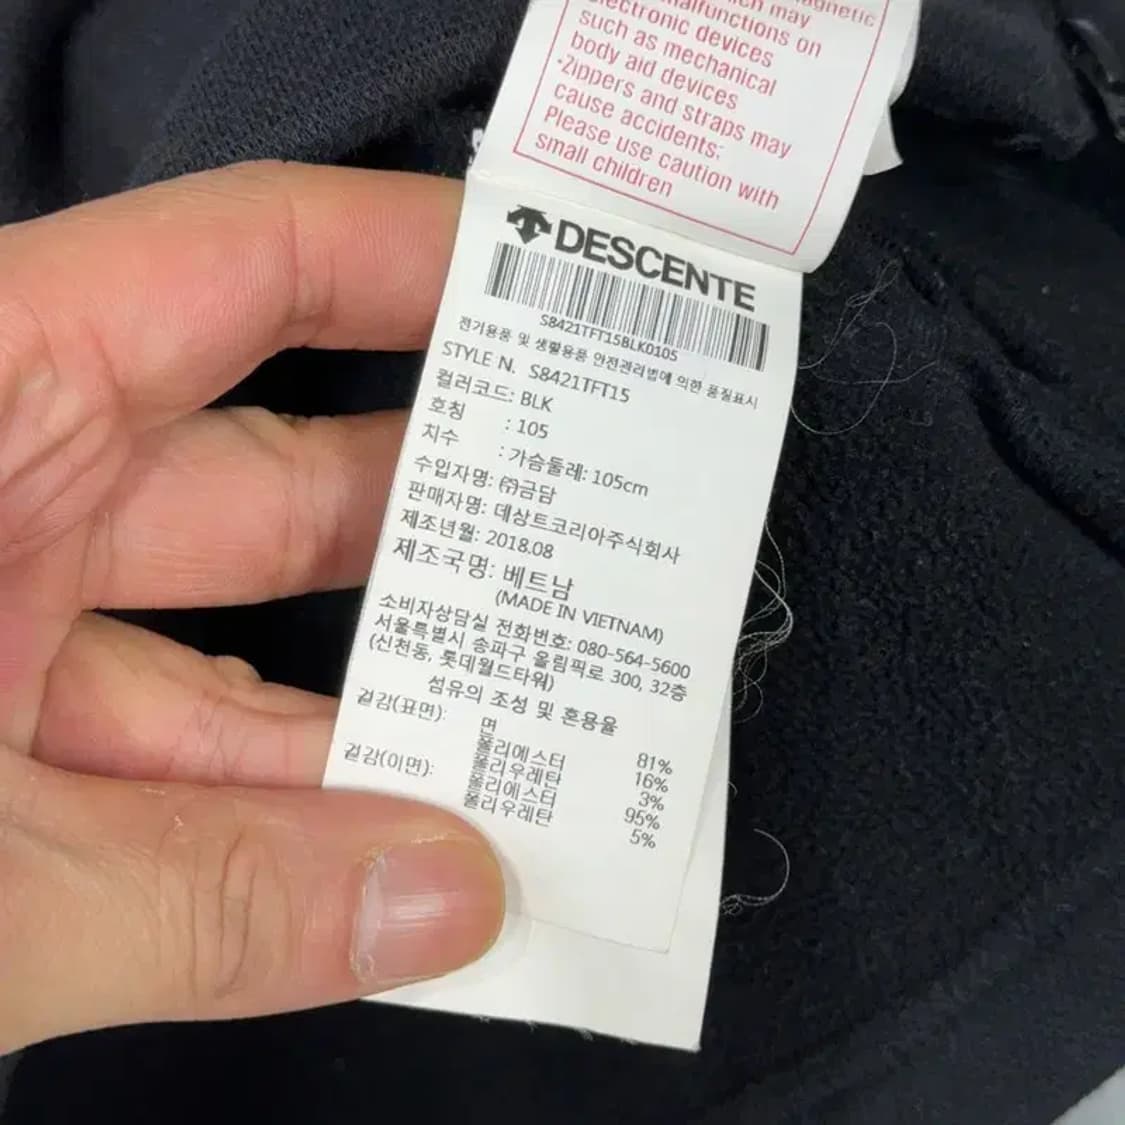 which may
magnetic
malfunctions on
electronic devices
such as mechanical
body aid devices
*Zippers and straps may
cause accidents;
Please use caution with
small children
DESCENTE
S8421TFT15BLK0105
전기용품 및 생활용품 안전관리법에 의한 품질표시
STYLE N. S8421TFT15
컬러코드: BLK
호칭 : 105
치수 : 가슴둘레: 105cm
수입자명: ㈜금담
판매자명: 데상트코리아주식회사
제조년월: 2018.08
제조국명: 베트남
(MADE IN VIETNAM)
소비자상담실 전화번호: 080-564-5600
서울특별시 송파구 올림픽로 300, 32층
(신천동, 롯데월드타워)
섬유의 조성 및 혼용율
겉감(표면): 면 81%
폴리에스터 16%
폴리우레탄 3%
겉감(이면): 폴리에스터 95%
폴리우레탄 5%